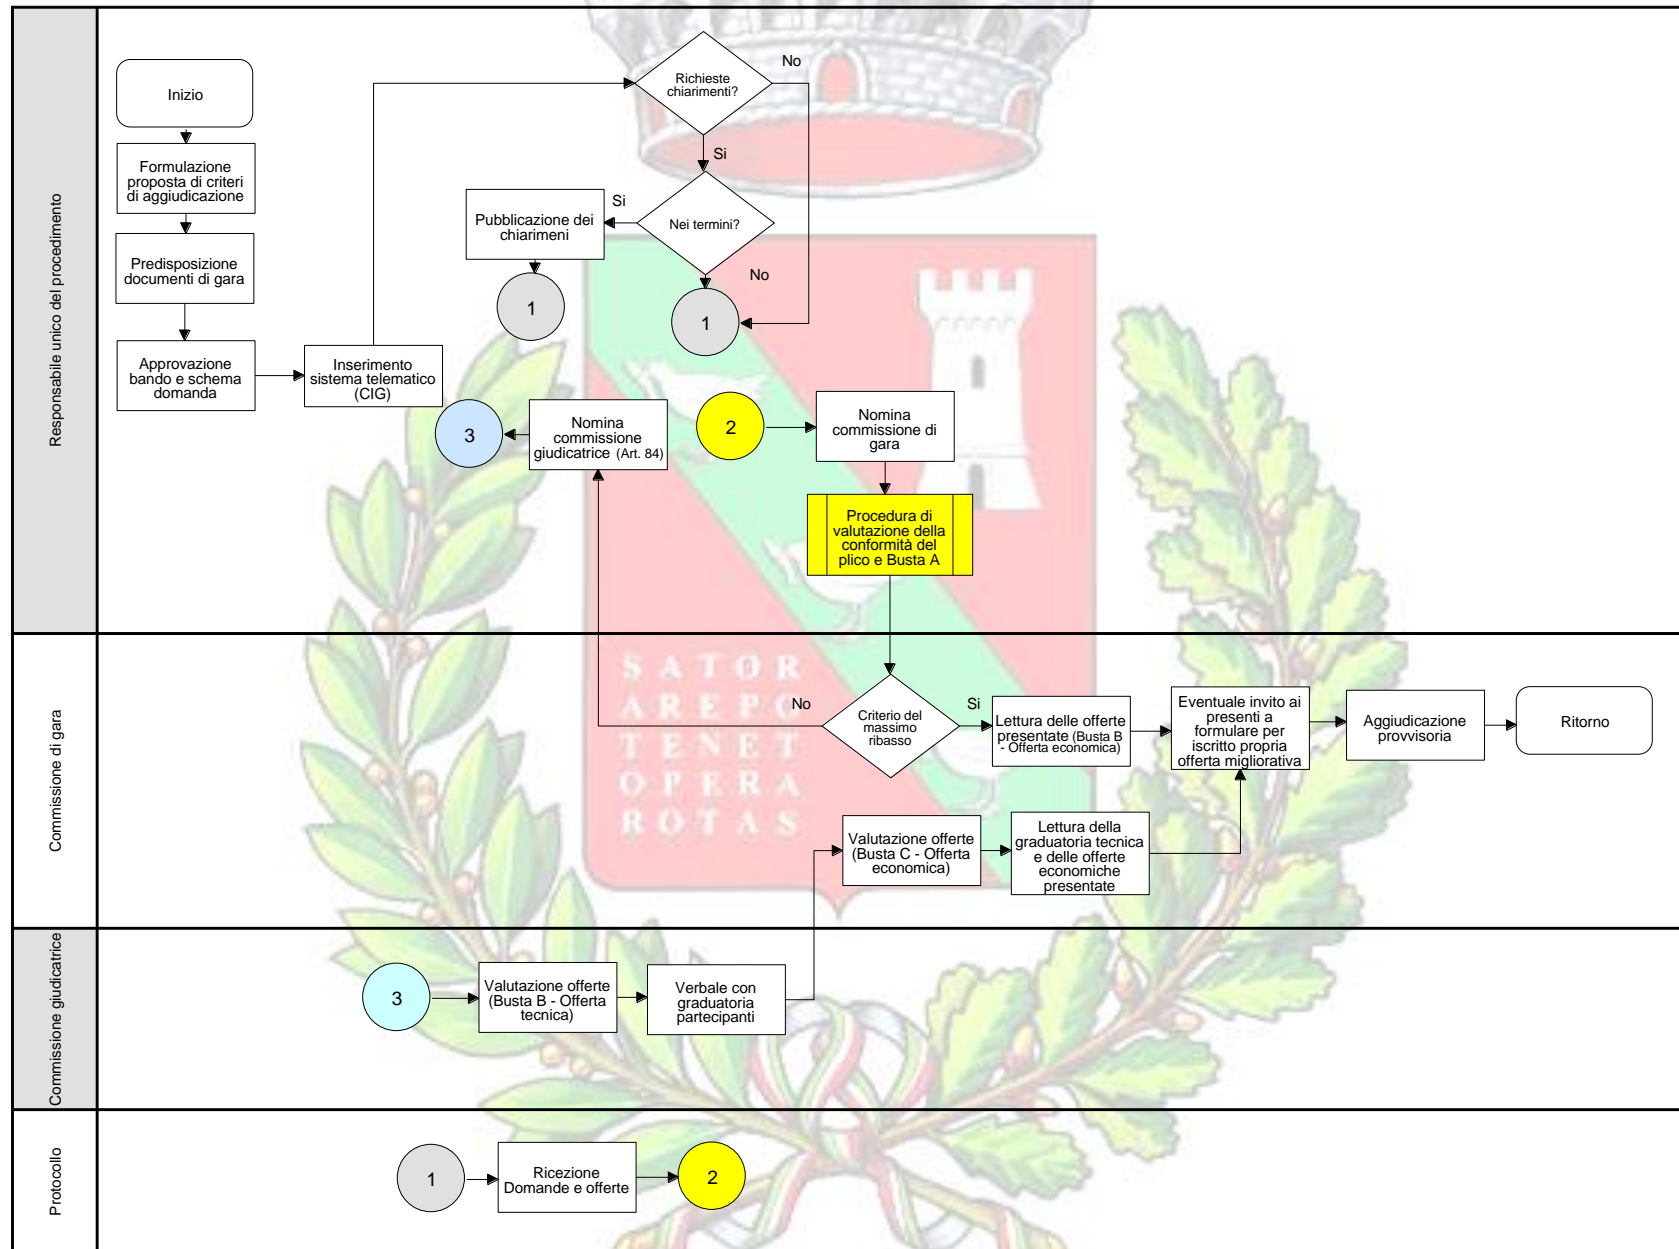 Responsabile unico del procedimento
Inizio
Formulazione
proposta di criteri
di aggiudicazione
Predisposizione
documenti di gara
Approvazione
bando e schema
domanda
Inserimento
sistema telematico
(CIG)
Richieste
chiarimenti?
No
Si
Nei termini?
Si
No
Pubblicazione dei
chiarimeni
1
1
3
Nomina
commissione
giudicatrice (Art. 84)
2
Nomina
commissione di
gara
Procedura di
valutazione della
conformità del
plico e Busta A
Commissione di gara
SATOR
AREPO
TENET
OPERA
ROTAS
No
Criterio del
massimo
ribasso
Si
Lettura delle offerte
presentate (Busta B
- Offerta economica)
Eventuale invito ai
presenti a
formulare per
iscritto propria
offerta migliorativa
Aggiudicazione
provvisoria
Ritorno
Valutazione offerte
(Busta C - Offerta
economica)
Lettura della
graduatoria tecnica
e delle offerte
economiche
presentate
Commissione giudicatrice
3
Valutazione offerte
(Busta B - Offerta
tecnica)
Verbale con
graduatoria
partecipanti
Protocollo
1
Ricezione
Domande e offerte
2